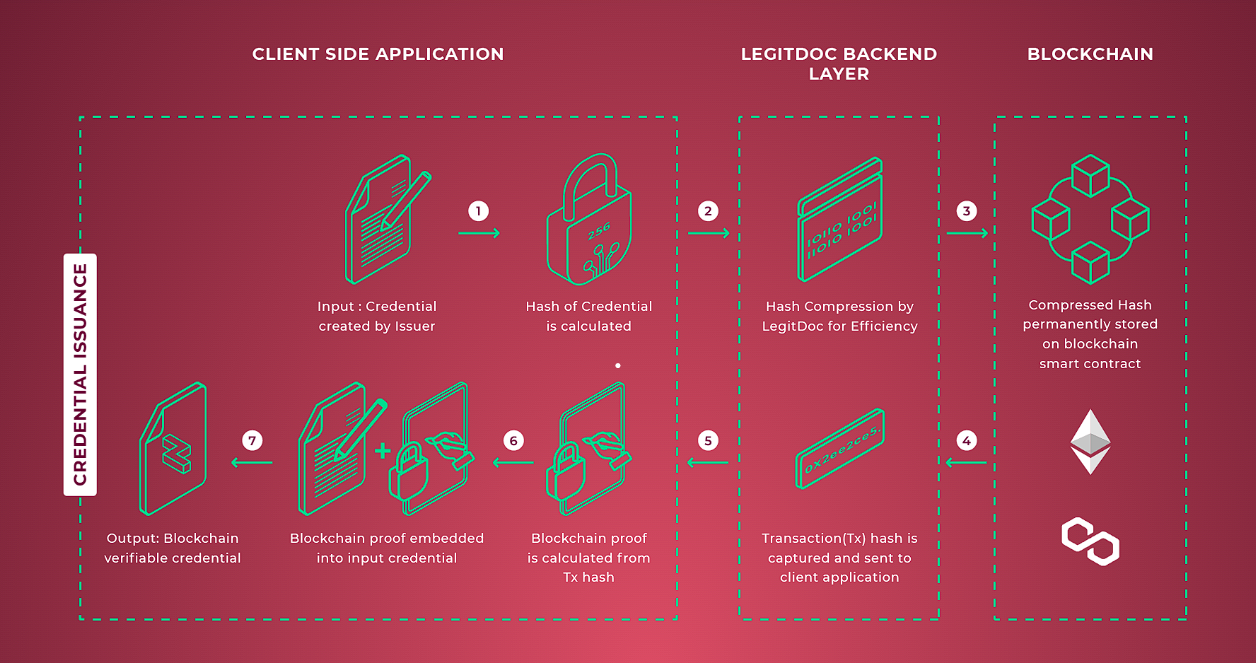 CLIENT SIDE APPLICATION
LEGITDOC BACKEND
LAYER
BLOCKCHAIN
CREDENTIAL ISSUANCE
1
2
3
256
10110 1001
11010 1001
Input : Credential
created by Issuer
Hash of Credential
is calculated
Hash Compression by
LegitDoc for Efficiency
Compressed Hash
permanently stored
on blockchain
smart contract
7
6
5
4
+
0x2ee2ce5.
Output: Blockchain
verifiable credential
Blockchain proof embedded
into input credential
Blockchain proof
is calculated from
Tx hash
Transaction(Tx) hash is
captured and sent to
client application